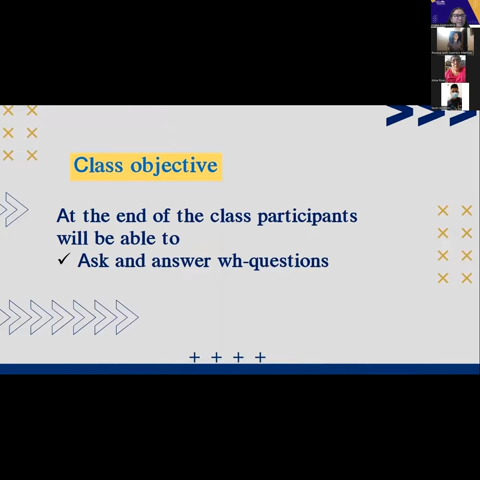 Class objective
At the end of the class participants
will be able to
✓ Ask and answer wh-questions